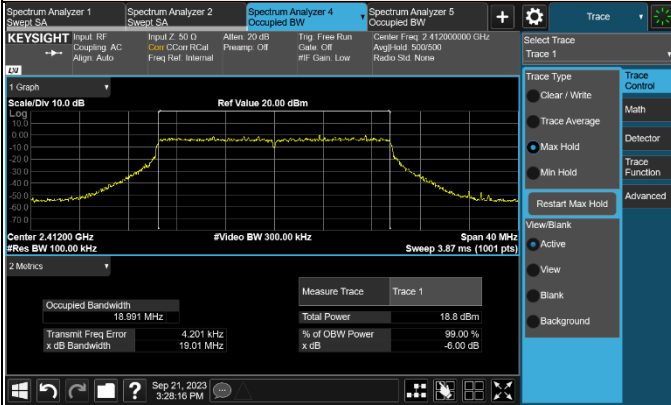 Spectrum Analyzer 1
Swept SA
Spectrum Analyzer 2
Swept SA
Spectrum Analyzer 4
Occupied BW
Spectrum Analyzer 5
Occupied BW
Trace
KEYSIGHT
Input: RF
Coupling: AC
Align: Auto
Input Z: 50 Ω
Corr CCorr RCal
Freq Ref: Internal
Atten: 20 dB
Preamp: Off
Trig: Free Run
Gate: Off
#IF Gain: Low
Center Freq: 2.412000000 GHz
Avg|Hold: 500/500
Radio Std: None
LXI
Select Trace
Trace 1
1 Graph
Scale/Div 10.0 dB
Ref Value 20.00 dBm
Log
10.0
0.00
-10.0
-20.0
-30.0
-40.0
-50.0
-60.0
-70.0
Center 2.41200 GHz
#Res BW 100.00 kHz
#Video BW 300.00 kHz
Span 40 MHz
Sweep 3.87 ms (1001 pts)
2 Metrics
Occupied Bandwidth
18.991 MHz
Transmit Freq Error 4.201 kHz
x dB Bandwidth 19.01 MHz
Measure Trace Trace 1
Total Power 18.8 dBm
% of OBW Power 99.00 %
x dB -6.00 dB
Trace Type
Clear / Write
Trace Average
Max Hold
Min Hold
Restart Max Hold
View/Blank
Active
View
Blank
Background
Trace
Control
Math
Detector
Trace
Function
Advanced
Sep 21, 2023
3:28:16 PM